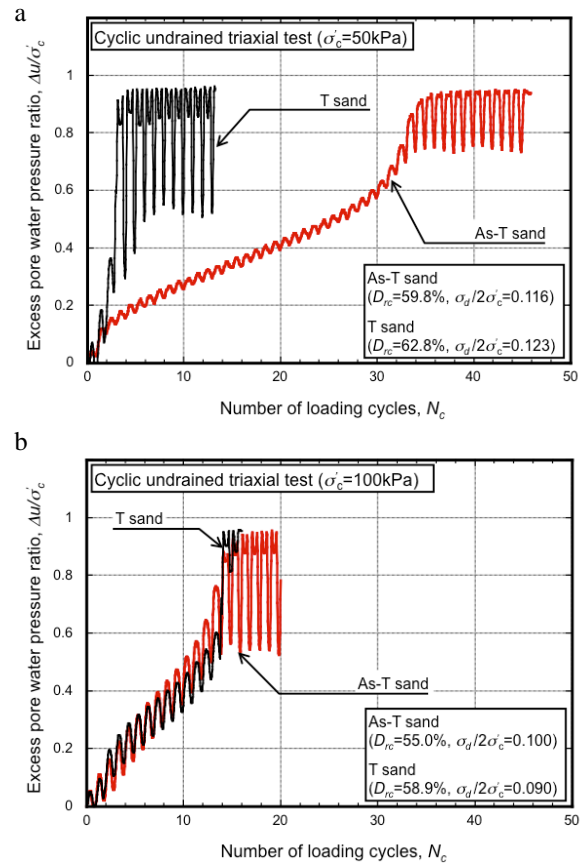 a
Cyclic undrained triaxial test (σ'c=50kPa)
Excess pore water pressure ratio, Δu/σ'c
1
0.8
0.6
0.4
0.2
0
T sand
As-T sand
As-T sand
(Drc=59.8%, σd/2σ'c=0.116)
T sand
(Drc=62.8%, σd/2σ'c=0.123)
0 10 20 30 40 50
Number of loading cycles, Nc
b
Cyclic undrained triaxial test (σ'c=100kPa)
Excess pore water pressure ratio, Δu/σ'c
1
0.8
0.6
0.4
0.2
0
T sand
As-T sand
As-T sand
(Drc=55.0%, σd/2σ'c=0.100)
T sand
(Drc=58.9%, σd/2σ'c=0.090)
0 10 20 30 40 50
Number of loading cycles, Nc